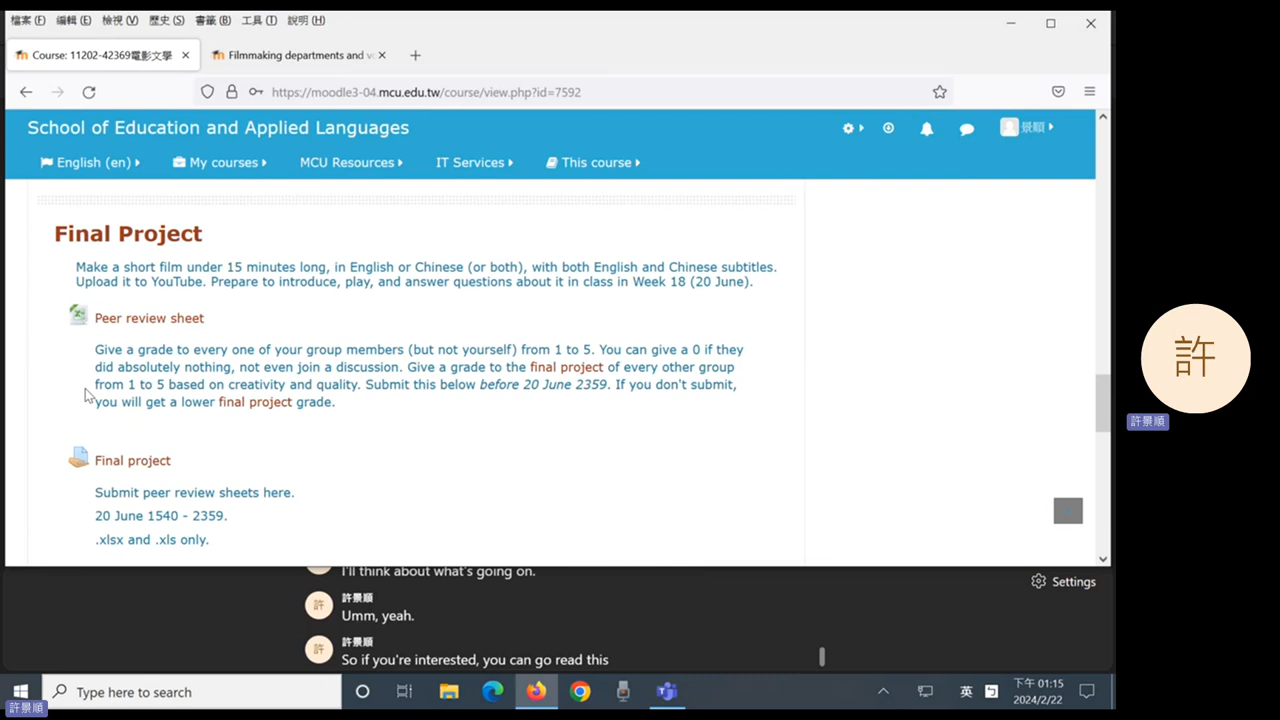 檔案 (F) 編輯 (E) 檢視 (V) 歷史 (S) 書籤 (B) 工具 (T) 說明 (H)
Course: 11202-42369電影文學
Filmmaking departments and vo
https://moodle3-04.mcu.edu.tw/course/view.php?id=7592
School of Education and Applied Languages
景順
English (en)
My courses
MCU Resources
IT Services
This course
Final Project
Make a short film under 15 minutes long, in English or Chinese (or both), with both English and Chinese subtitles.
Upload it to YouTube. Prepare to introduce, play, and answer questions about it in class in Week 18 (20 June).
Peer review sheet
Give a grade to every one of your group members (but not yourself) from 1 to 5. You can give a 0 if they
did absolutely nothing, not even join a discussion. Give a grade to the final project of every other group
from 1 to 5 based on creativity and quality. Submit this below before 20 June 2359. If you don't submit,
you will get a lower final project grade.
Final project
Submit peer review sheets here.
20 June 1540 - 2359.
.xlsx and .xls only.
許
許景順
I'll think about what's going on.
Settings
許景順
許
Umm, yeah.
許景順
許
So if you're interested, you can go read this
Type here to search
英
下午 01:15
2024/2/22
許景順